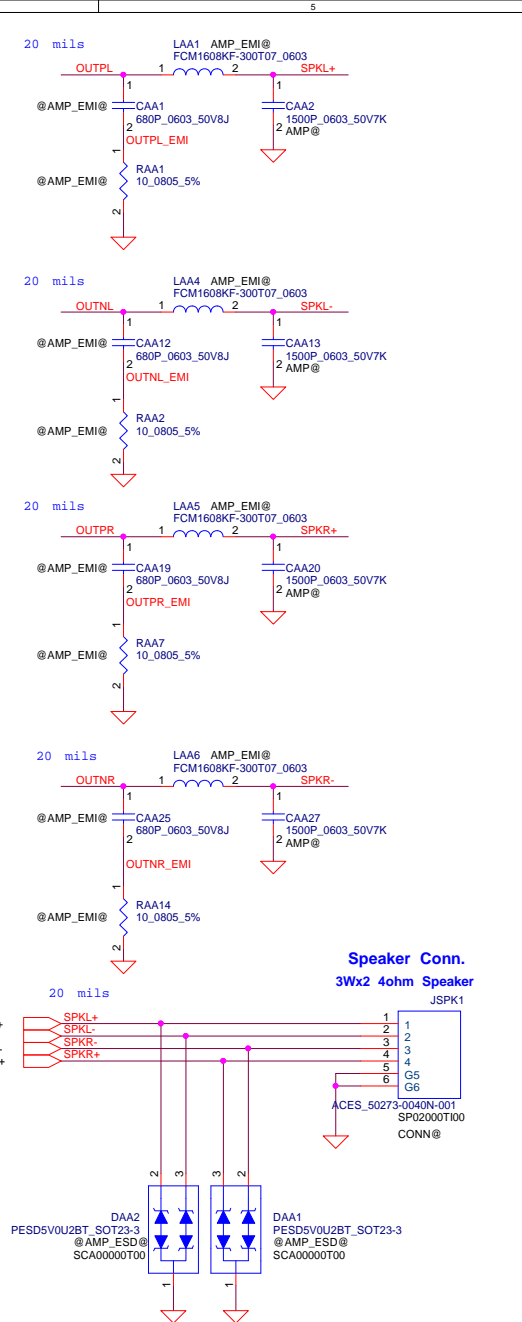 5
20 mils
LAA1 AMP_EMI@
FCM1608KF-300T07_0603
OUTPL
1
2
SPKL+
1
1
@AMP_EMI@
CAA1
680P_0603_50V8J
2
OUTPL_EMI
CAA2
1500P_0603_50V7K
2
AMP@
1
@AMP_EMI@
RAA1
10_0805_5%
2
20 mils
LAA4 AMP_EMI@
FCM1608KF-300T07_0603
OUTNL
1
2
SPKL-
1
1
@AMP_EMI@
CAA12
680P_0603_50V8J
2
OUTNL_EMI
CAA13
1500P_0603_50V7K
2
AMP@
1
@AMP_EMI@
RAA2
10_0805_5%
2
20 mils
LAA5 AMP_EMI@
FCM1608KF-300T07_0603
OUTPR
1
2
SPKR+
1
1
@AMP_EMI@
CAA19
680P_0603_50V8J
2
OUTPR_EMI
CAA20
1500P_0603_50V7K
2
AMP@
1
@AMP_EMI@
RAA7
10_0805_5%
2
20 mils
LAA6 AMP_EMI@
FCM1608KF-300T07_0603
OUTNR
1
2
SPKR-
1
1
@AMP_EMI@
CAA25
680P_0603_50V8J
2
OUTNR_EMI
CAA27
1500P_0603_50V7K
2
AMP@
1
@AMP_EMI@
RAA14
10_0805_5%
2
Speaker Conn.
3Wx2 4ohm Speaker
20 mils
JSPK1
+
SPKL+
1
1
SPKL-
2
2
-
SPKR-
3
3
+
SPKR+
4
4
5
G5
6
G6
ACES_50273-0040N-001
SP02000TI00
CONN@
2
3
3
2
DAA2
PESD5V0U2BT_SOT23-3
@AMP_ESD@
SCA00000T00
DAA1
PESD5V0U2BT_SOT23-3
@AMP_ESD@
SCA00000T00
1
1